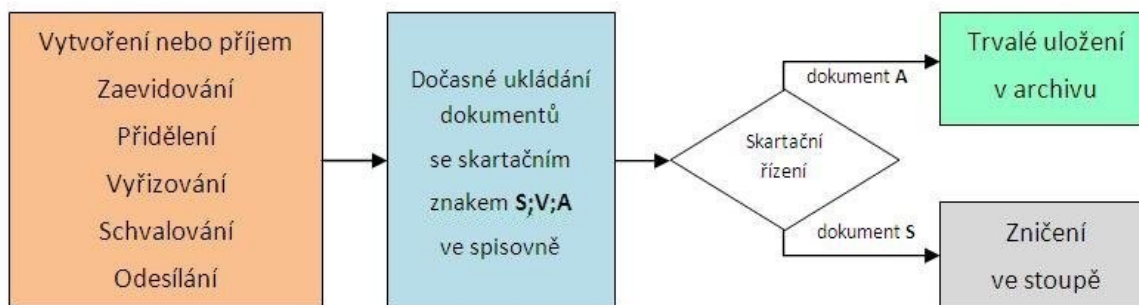 Vytvoření nebo příjem
Zaevidování
Přidělení
Vyřizování
Schvalování
Odesílání
Dočasné ukládání
dokumentů
se skartačním
znakem S;V;A
ve spisovně
Skartační
řízení
dokument A
Trvalé uložení
v archivu
dokument S
Zničení
ve stoupě